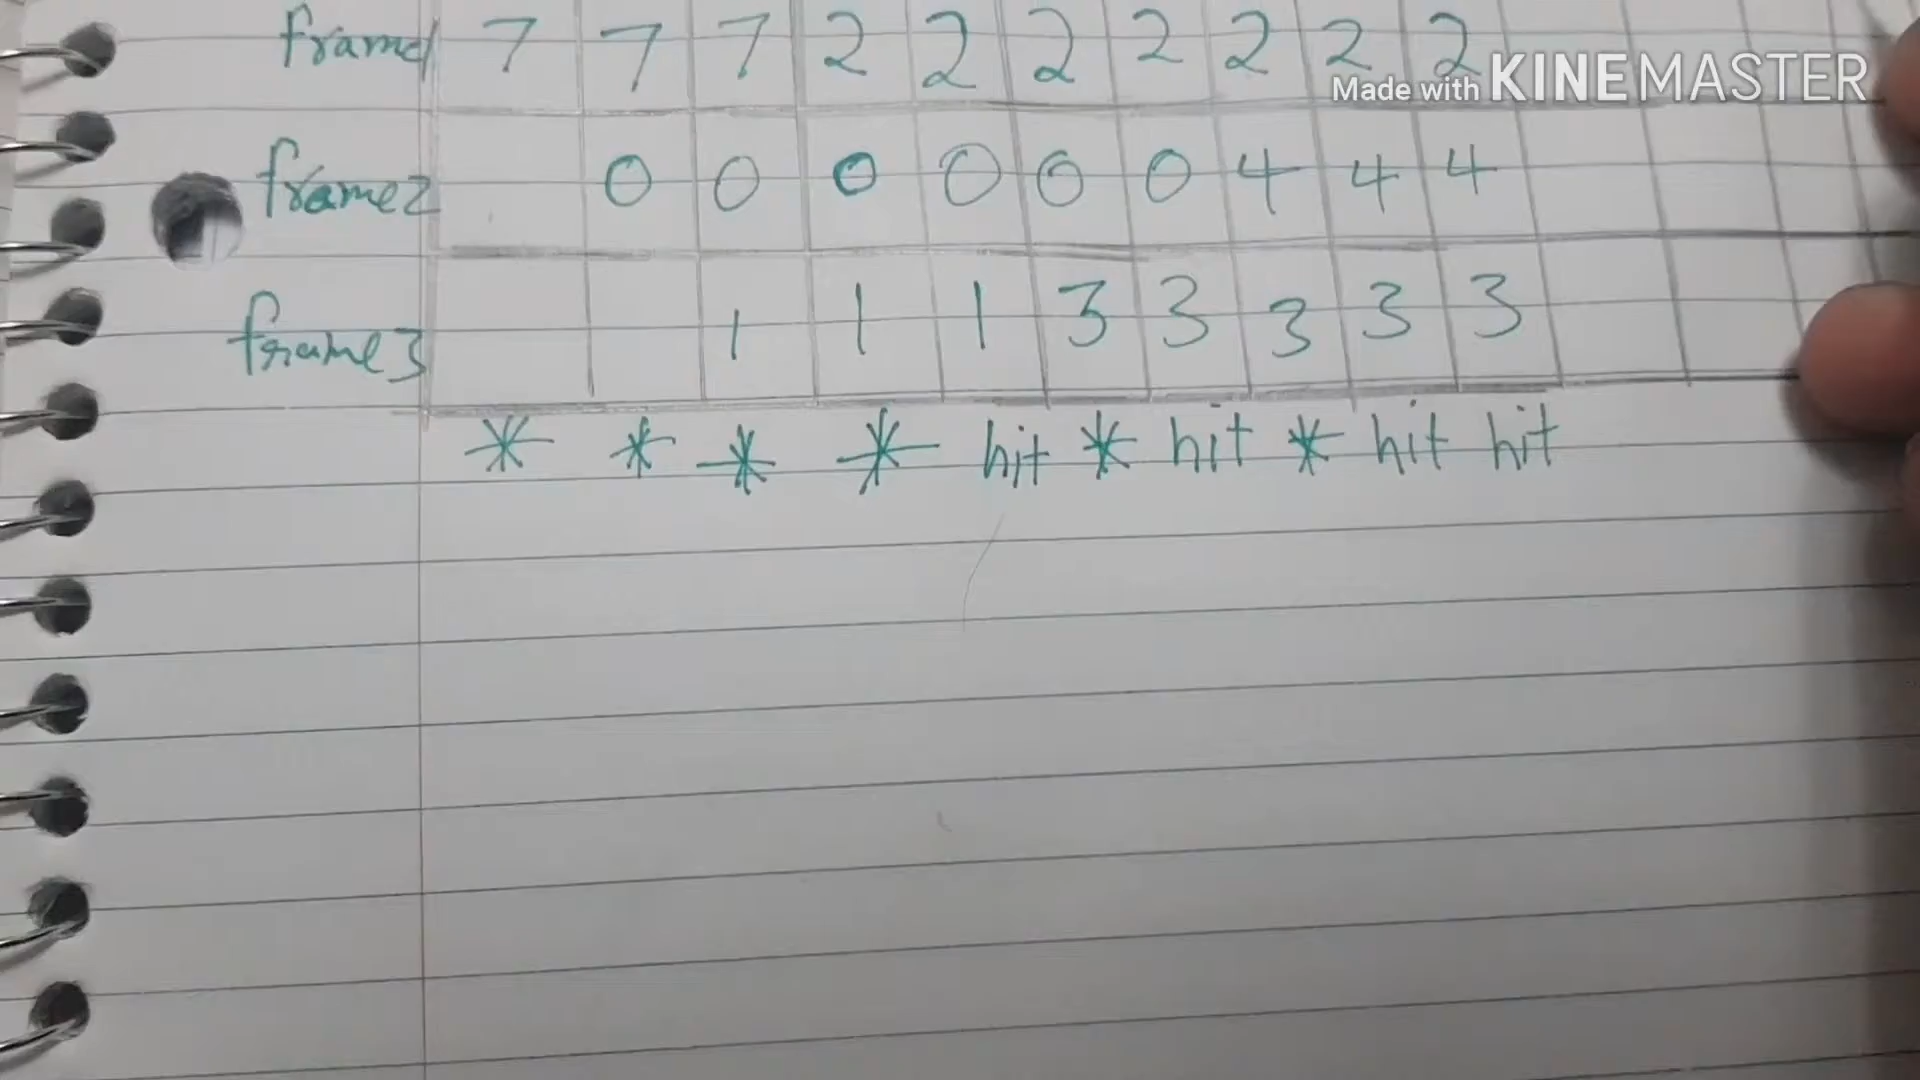 frame1 7 7 7 2 2 2 2 2 2 2
Made with KINEMASTER
frame2 0 0 0 0 0 0 4 4 4
frame3 1 1 1 3 3 3 3 3
* * * * hit * hit * hit hit